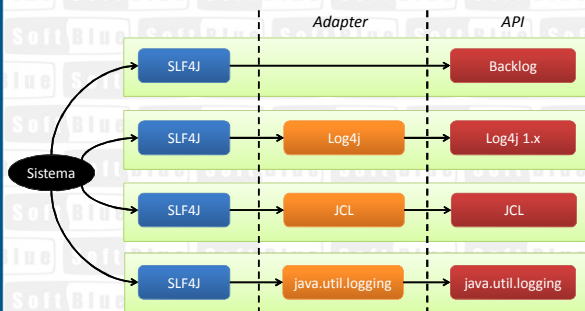 Adapter API
SLF4J Backlog
SLF4J Log4j Log4j 1.x
Sistema
SLF4J JCL JCL
SLF4J java.util.logging java.util.logging